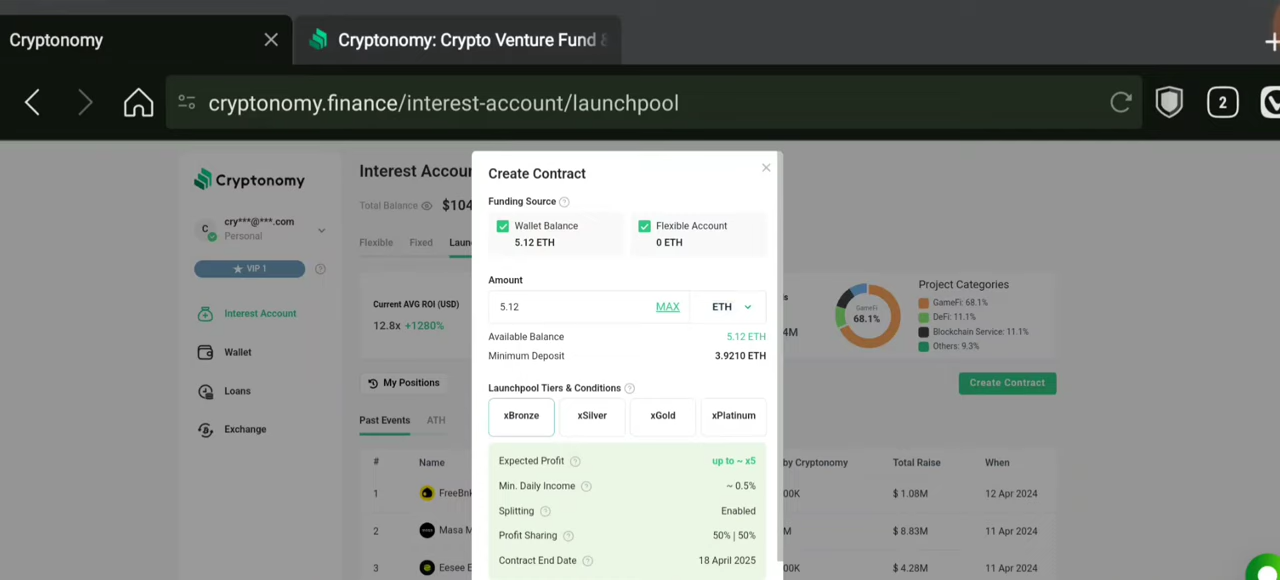 Cryptonomy
Cryptonomy: Crypto Venture Fund &
cryptonomy.finance/interest-account/launchpool
2
Cryptonomy
cry***@***.com
C
Personal
VIP 1
Interest Account
Wallet
Loans
Exchange
Interest Accou
Total Balance $104
Flexible Fixed Laun
Current AVG ROI (USD)
12.8x +1280%
My Positions
Past Events ATH
# Name
1 FreeBnk
2 Masa M
3 Eesee E
Create Contract
Funding Source
Wallet Balance
5.12 ETH
Flexible Account
0 ETH
Amount
5.12 MAX ETH
Available Balance 5.12 ETH
Minimum Deposit 3.9210 ETH
Launchpool Tiers & Conditions
xBronze xSilver xGold xPlatinum
Expected Profit up to ~ x5
Min. Daily Income ~ 0.5%
Splitting Enabled
Profit Sharing 50% | 50%
Contract End Date 18 April 2025
s
4M
GameFi
68.1%
Project Categories
GameFi: 68.1%
DeFi: 11.1%
Blockchain Service: 11.1%
Others: 9.3%
Create Contract
by Cryptonomy Total Raise When
00K $ 1.08M 12 Apr 2024
M $ 8.83M 11 Apr 2024
00K $ 4.28M 11 Apr 2024